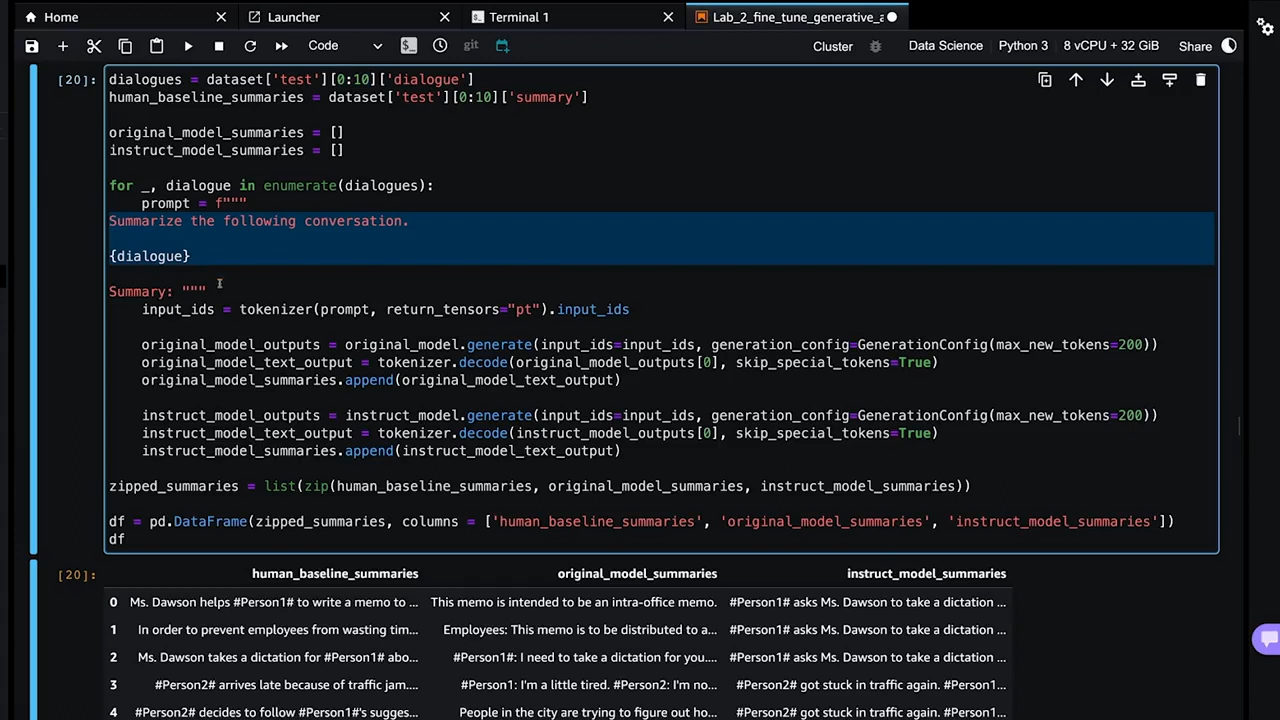 Home
Launcher
Terminal 1
Lab_2_fine_tune_generative_a
Code
git
Cluster
Data Science
Python 3
8 vCPU + 32 GiB
Share
[20]:
dialogues = dataset['test'][0:10]['dialogue']
human_baseline_summaries = dataset['test'][0:10]['summary']
original_model_summaries = []
instruct_model_summaries = []
for _, dialogue in enumerate(dialogues):
    prompt = f"""
Summarize the following conversation.
{dialogue}
Summary: """
    input_ids = tokenizer(prompt, return_tensors="pt").input_ids
    original_model_outputs = original_model.generate(input_ids=input_ids, generation_config=GenerationConfig(max_new_tokens=200))
    original_model_text_output = tokenizer.decode(original_model_outputs[0], skip_special_tokens=True)
    original_model_summaries.append(original_model_text_output)
    instruct_model_outputs = instruct_model.generate(input_ids=input_ids, generation_config=GenerationConfig(max_new_tokens=200))
    instruct_model_text_output = tokenizer.decode(instruct_model_outputs[0], skip_special_tokens=True)
    instruct_model_summaries.append(instruct_model_text_output)
zipped_summaries = list(zip(human_baseline_summaries, original_model_summaries, instruct_model_summaries))
df = pd.DataFrame(zipped_summaries, columns = ['human_baseline_summaries', 'original_model_summaries', 'instruct_model_summaries'])
df
[20]:
human_baseline_summaries original_model_summaries instruct_model_summaries
0 Ms. Dawson helps #Person1# to write a memo to ... This memo is intended to be an intra-office memo. #Person1# asks Ms. Dawson to take a dictation ...
1 In order to prevent employees from wasting tim... Employees: This memo is to be distributed to a... #Person1# asks Ms. Dawson to take a dictation ...
2 Ms. Dawson takes a dictation for #Person1# abo... #Person1#: I need to take a dictation for you.... #Person1# asks Ms. Dawson to take a dictation ...
3 #Person2# arrives late because of traffic jam.... #Person1: I'm a little tired. #Person2: I'm no... #Person2# got stuck in traffic again. #Person1...
4 #Person2# decides to follow #Person1#'s sugges... People in the city are trying to figure out ho... #Person2# got stuck in traffic again. #Person1...